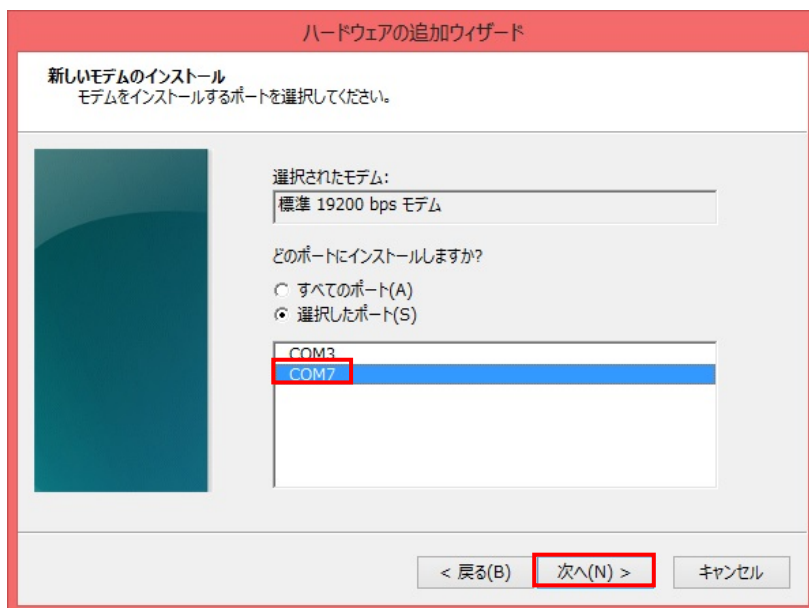 ハードウェアの追加ウィザード
新しいモデムのインストール
モデムをインストールするポートを選択してください。
選択されたモデム:
標準 19200 bps モデム
どのポートにインストールしますか?
すべてのポート(A)
選択したポート(S)
COM3
COM7
< 戻る(B)
次へ(N) >
キャンセル